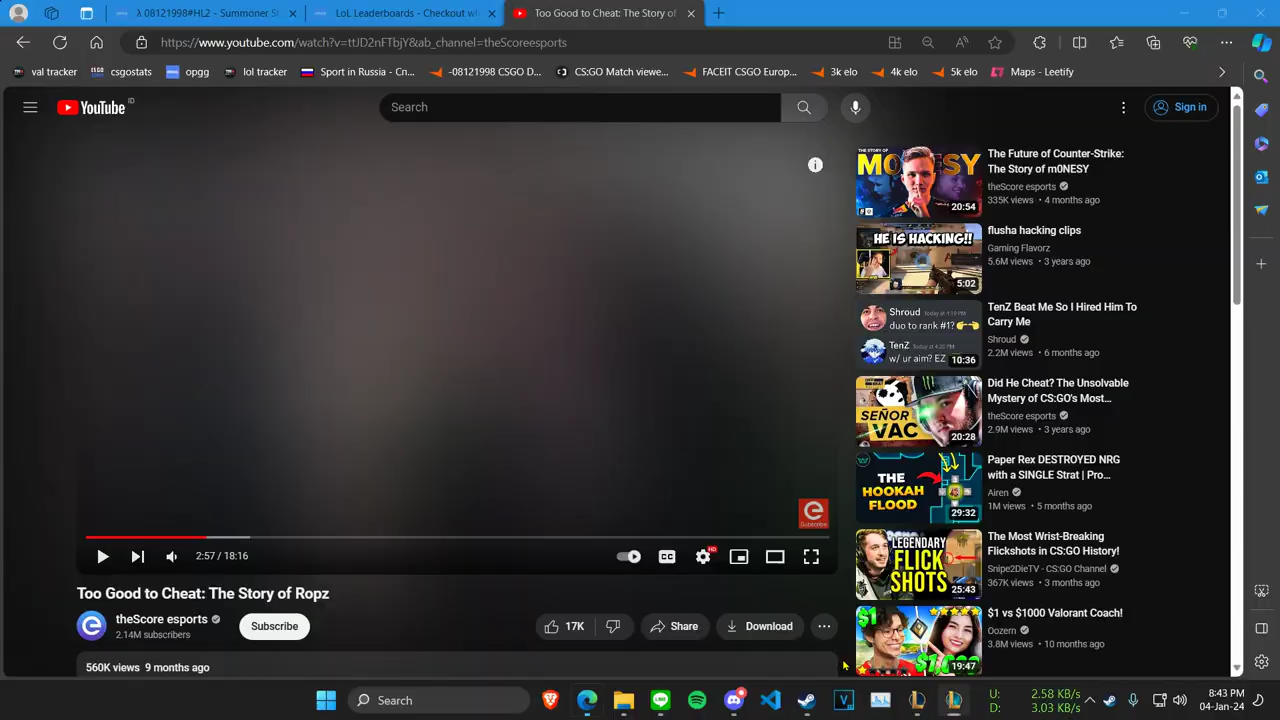 λ 08121998#HL2 - Summoner St
LoL Leaderboards - Checkout wh
Too Good to Cheat: The Story of
https://www.youtube.com/watch?v=ttJD2nFTbjY&ab_channel=theScoreesports
val tracker
csgostats
opgg
lol tracker
Sport in Russia - Cn...
-08121998 CSGO D...
CS:GO Match viewe...
FACEIT CSGO Europ...
3k elo
4k elo
5k elo
Maps - Leetify
YouTube ID
Search
Sign in
THE STORY OF
M0NESY
20:54
The Future of Counter-Strike:
The Story of m0NESY
theScore esports
335K views • 4 months ago
HE IS HACKING!!
5:02
flusha hacking clips
Gaming Flavorz
5.6M views • 3 years ago
Shroud Today at 4:19 PM
duo to rank #1?
TenZ Today at 4:20 PM
w/ ur aim? EZ
10:36
TenZ Beat Me So I Hired Him To
Carry Me
Shroud
2.2M views • 6 months ago
SEÑOR
VAC
20:28
Did He Cheat? The Unsolvable
Mystery of CS:GO's Most...
theScore esports
2.9M views • 3 years ago
THE
HOOKAH
FLOOD
29:32
Paper Rex DESTROYED NRG
with a SINGLE Strat | Pro...
Airen
1M views • 5 months ago
LEGENDARY
FLICK
SHOTS
25:43
The Most Wrist-Breaking
Flickshots in CS:GO History!
Snipe2DieTV - CS:GO Channel
367K views • 3 months ago
$1
19:47
$1 vs $1000 Valorant Coach!
Oozern
3.8M views • 10 months ago
Subscribe
2:57 / 18:16
CC
HD
Too Good to Cheat: The Story of Ropz
theScore esports
2.14M subscribers
Subscribe
17K
Share
Download
560K views 9 months ago
Search
U: 2.58 KB/s
D: 3.03 KB/s
8:43 PM
04-Jan-24